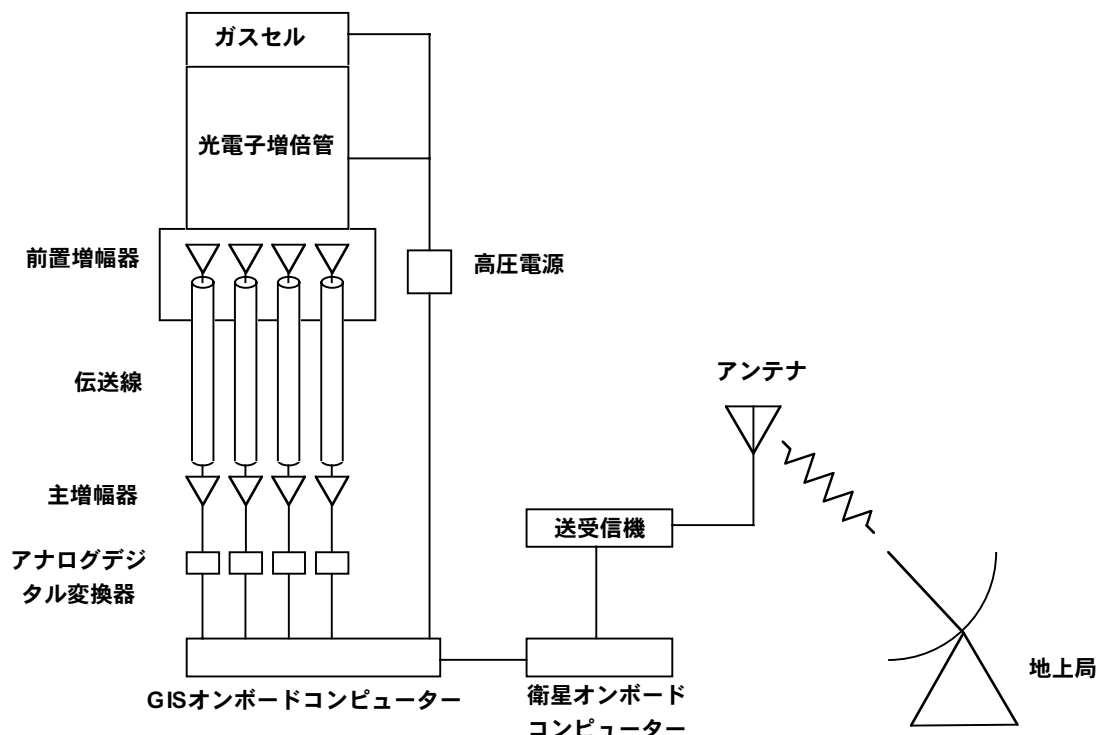 ガスセル
光電子増倍管
前置増幅器
高圧電源
伝送線
アンテナ
主増幅器
送受信機
アナログデジ
タル変換器
地上局
GISオンボードコンピューター
衛星オンボード
コンピューター